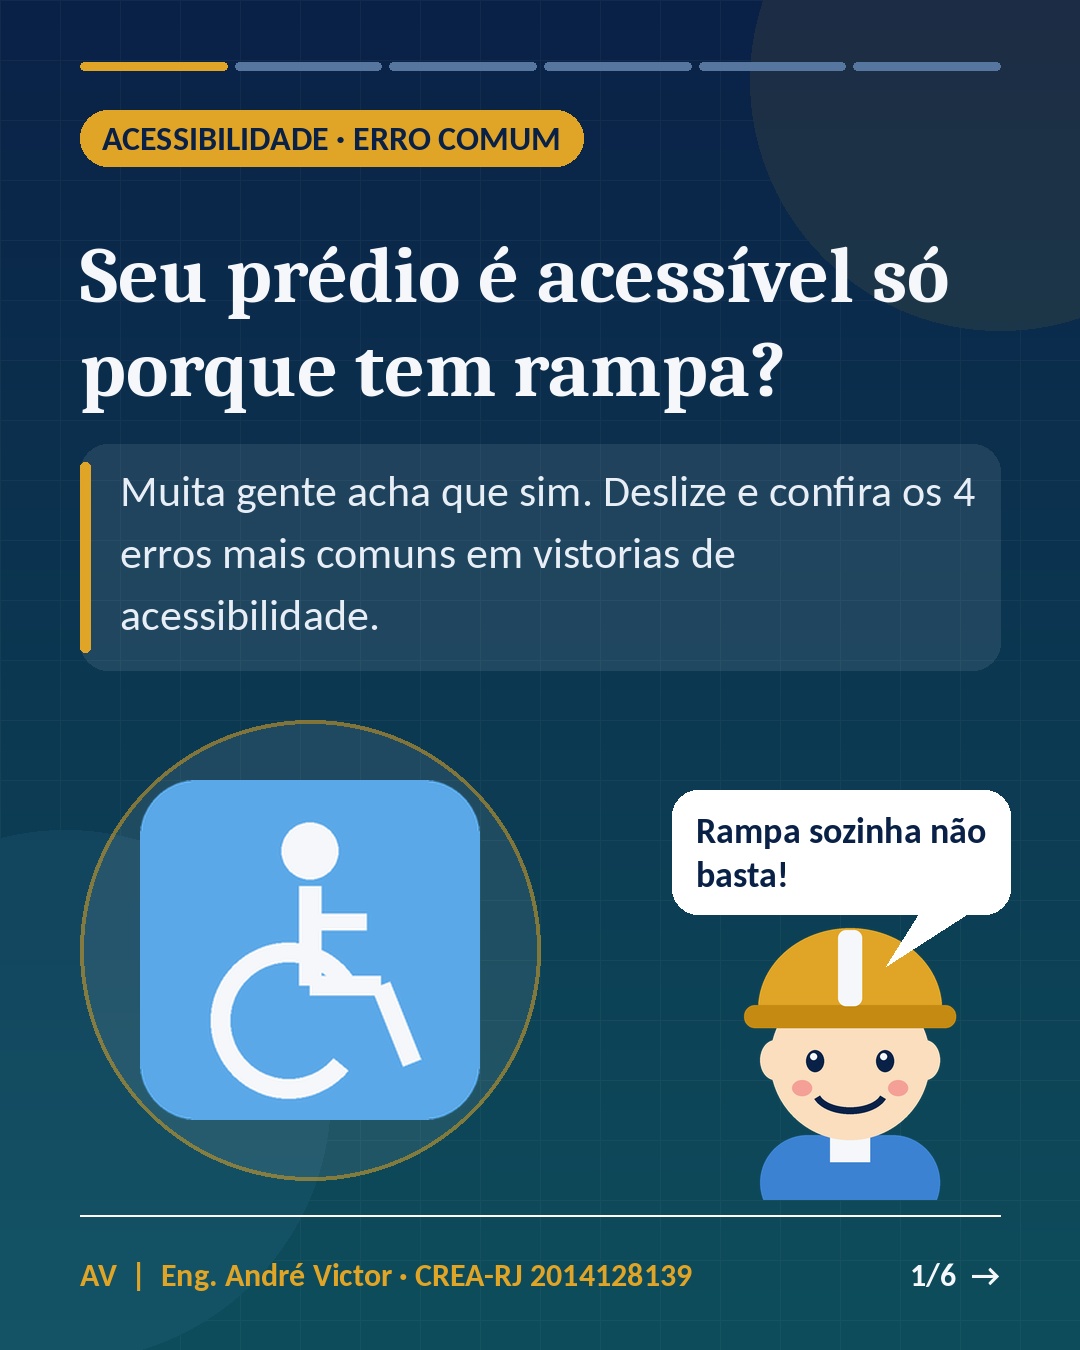 ACESSIBILIDADE · ERRO COMUM
Seu prédio é acessível só
porque tem rampa?
Muita gente acha que sim. Deslize e confira os 4
erros mais comuns em vistorias de
acessibilidade.
Rampa sozinha não
basta!
AV | Eng. André Victor · CREA-RJ 2014128139
1/6 →